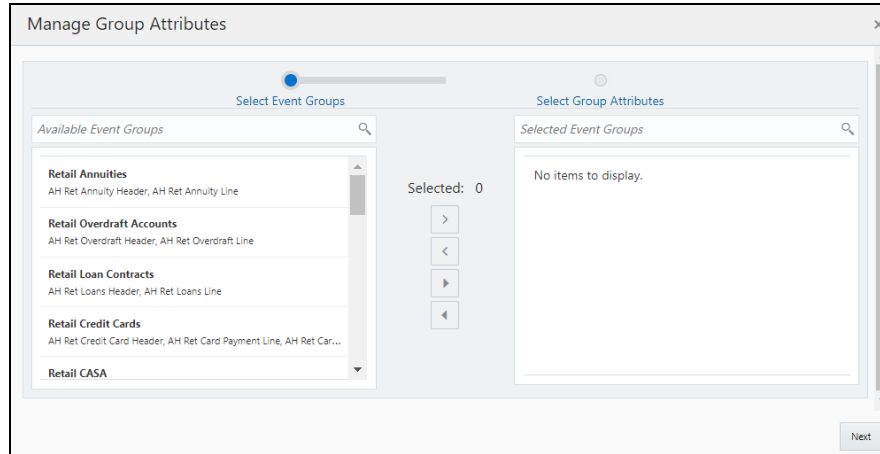 Manage Group Attributes
Select Event Groups
Select Group Attributes
Available Event Groups
Selected Event Groups
Retail Annuities
AH Ret Annuity Header, AH Ret Annuity Line
Retail Overdraft Accounts
AH Ret Overdraft Header, AH Ret Overdraft Line
Retail Loan Contracts
AH Ret Loans Header, AH Ret Loans Line
Retail Credit Cards
AH Ret Credit Card Header, AH Ret Card Payment Line, AH Ret Car...
Retail CASA
Selected: 0
No items to display.
Next